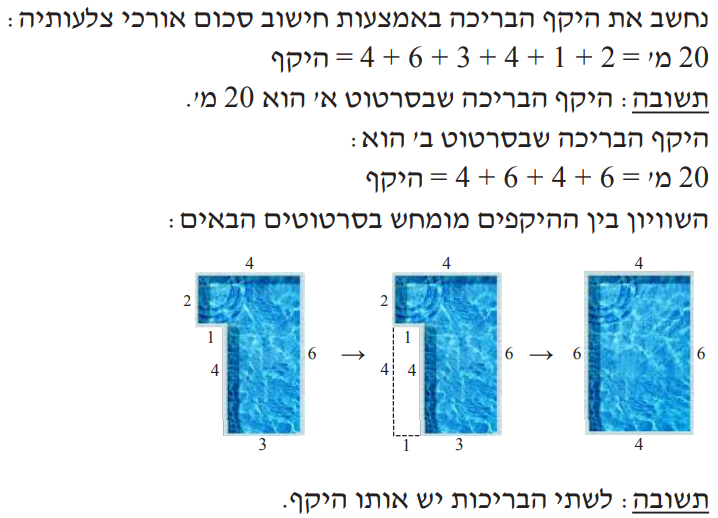 נחשב את היקף הבריכה באמצעות חישוב סכום אורכי צלעותיה:
היקף = 4 + 6 + 3 + 4 + 1 + 2 = 20 מ'
תשובה: היקף הבריכה שבסרטוט א' הוא 20 מ'.
היקף הבריכה שבסרטוט ב' הוא:
היקף = 4 + 6 + 4 + 6 = 20 מ'
השוויון בין ההיקפים מומחש בסרטוטים הבאים:
4 4 4
2 2
1 1
6 → 6 → 6 6
4 4 4
3 1 3 4
תשובה: לשתי הבריכות יש אותו היקף.